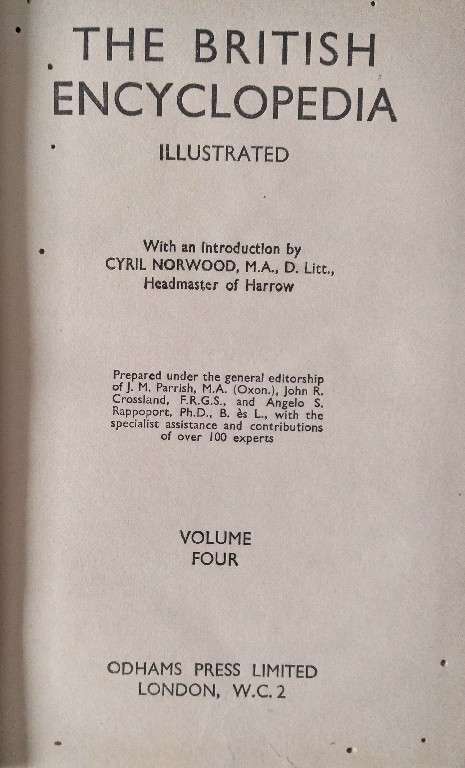 THE BRITISH
ENCYCLOPEDIA
ILLUSTRATED
With an Introduction by
CYRIL NORWOOD, M.A., D. Litt.,
Headmaster of Harrow
Prepared under the general editorship
of J. M. Parrish, M.A. (Oxon.), John R.
Crossland, F.R.G.S., and Angelo S.
Rappoport, Ph.D., B. ès L., with the
specialist assistance and contributions
of over 100 experts
VOLUME
FOUR
ODHAMS PRESS LIMITED
LONDON, W.C.2